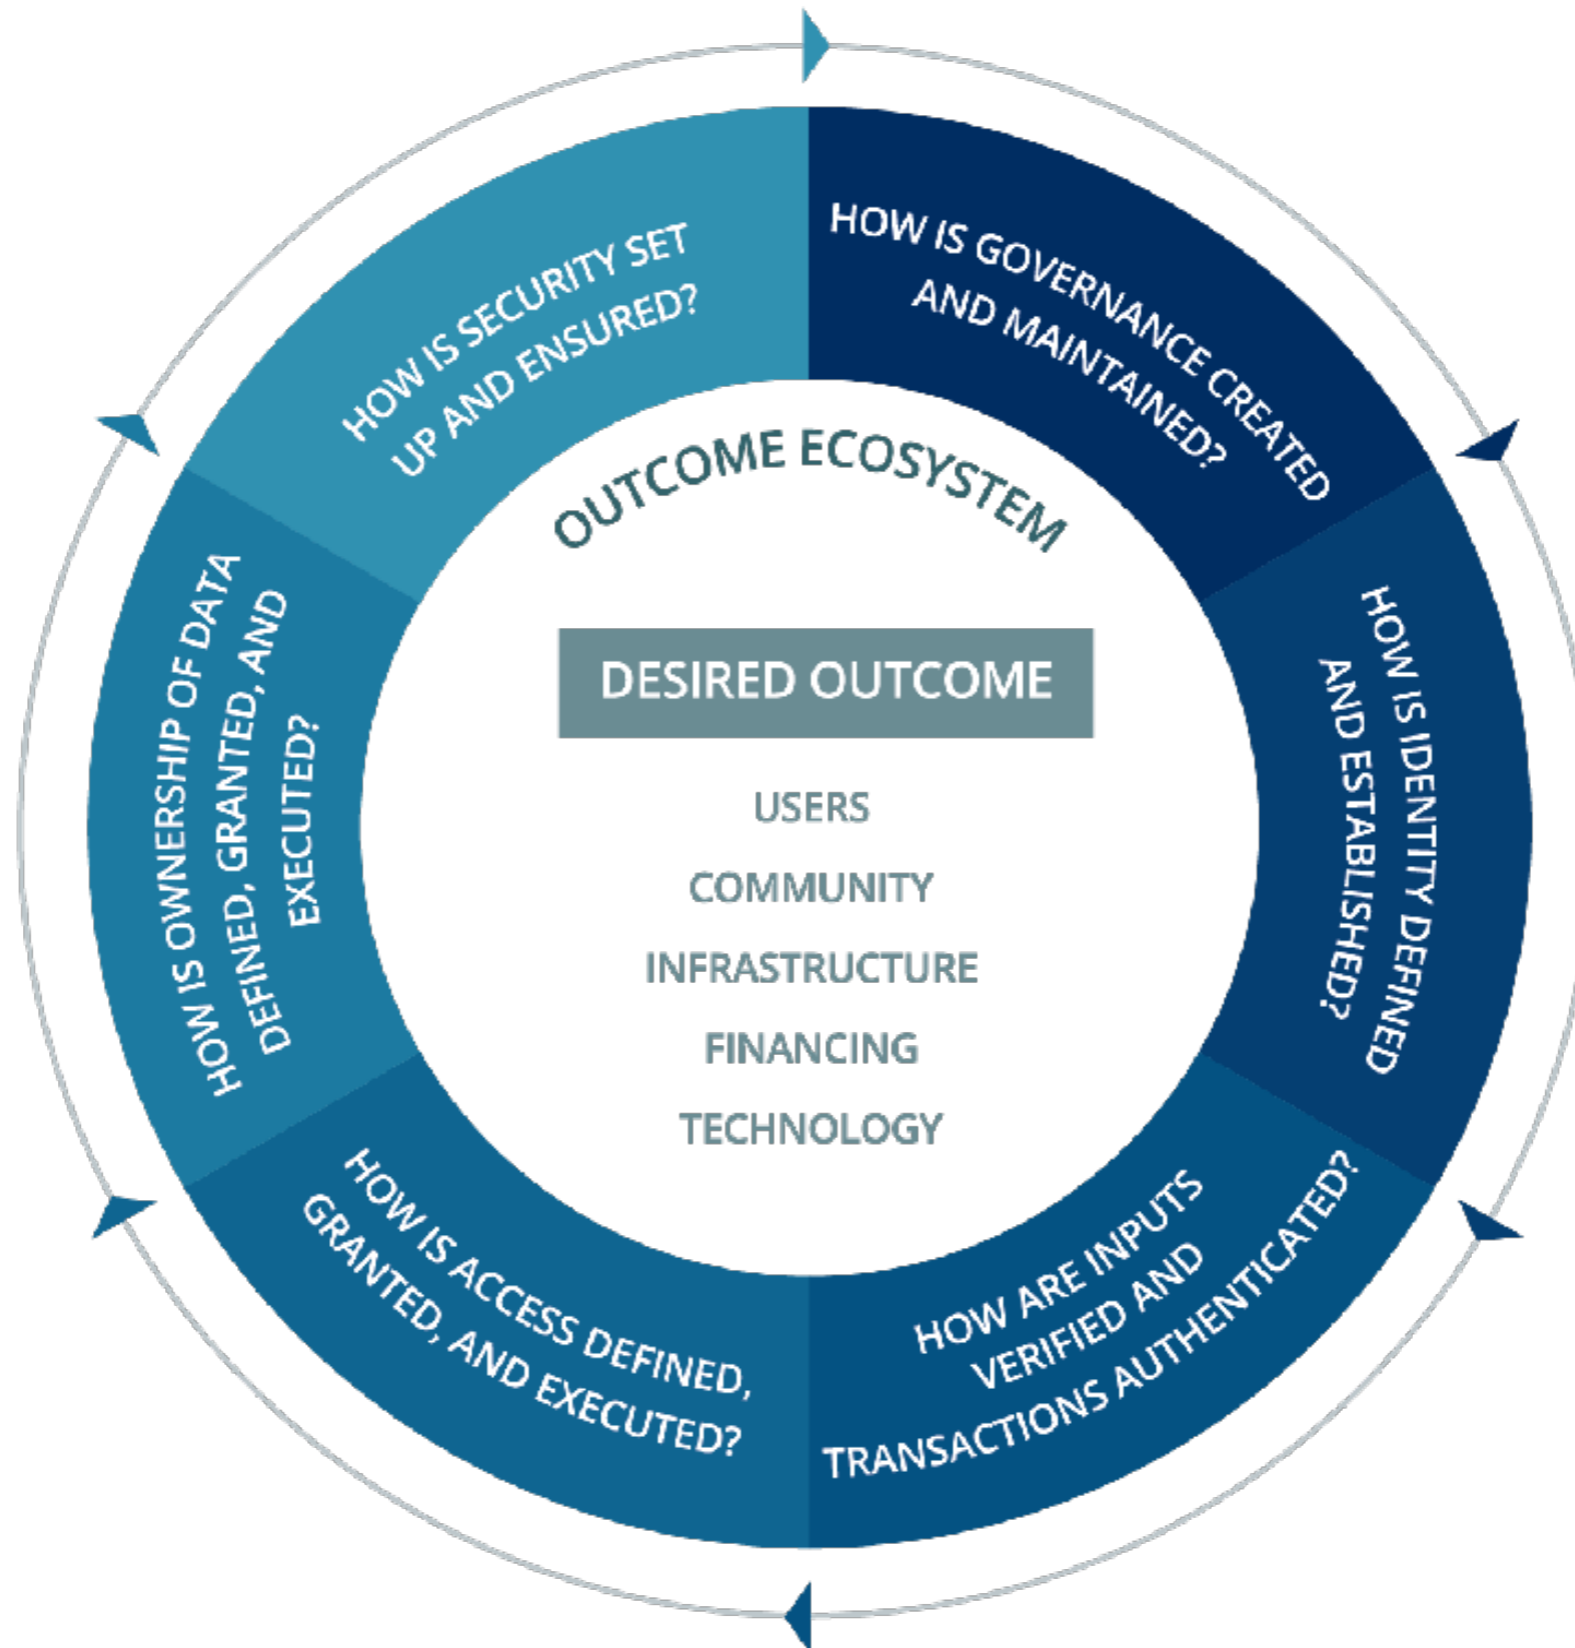 HOW IS GOVERNANCE CREATED
AND MAINTAINED?
HOW IS IDENTITY DEFINED
AND ESTABLISHED?
HOW ARE INPUTS
VERIFIED AND
TRANSACTIONS AUTHENTICATED?
HOW IS ACCESS DEFINED,
GRANTED, AND EXECUTED?
HOW IS OWNERSHIP OF DATA
DEFINED, GRANTED, AND
EXECUTED?
HOW IS SECURITY SET
UP AND ENSURED?
OUTCOME ECOSYSTEM
DESIRED OUTCOME
USERS
COMMUNITY
INFRASTRUCTURE
FINANCING
TECHNOLOGY